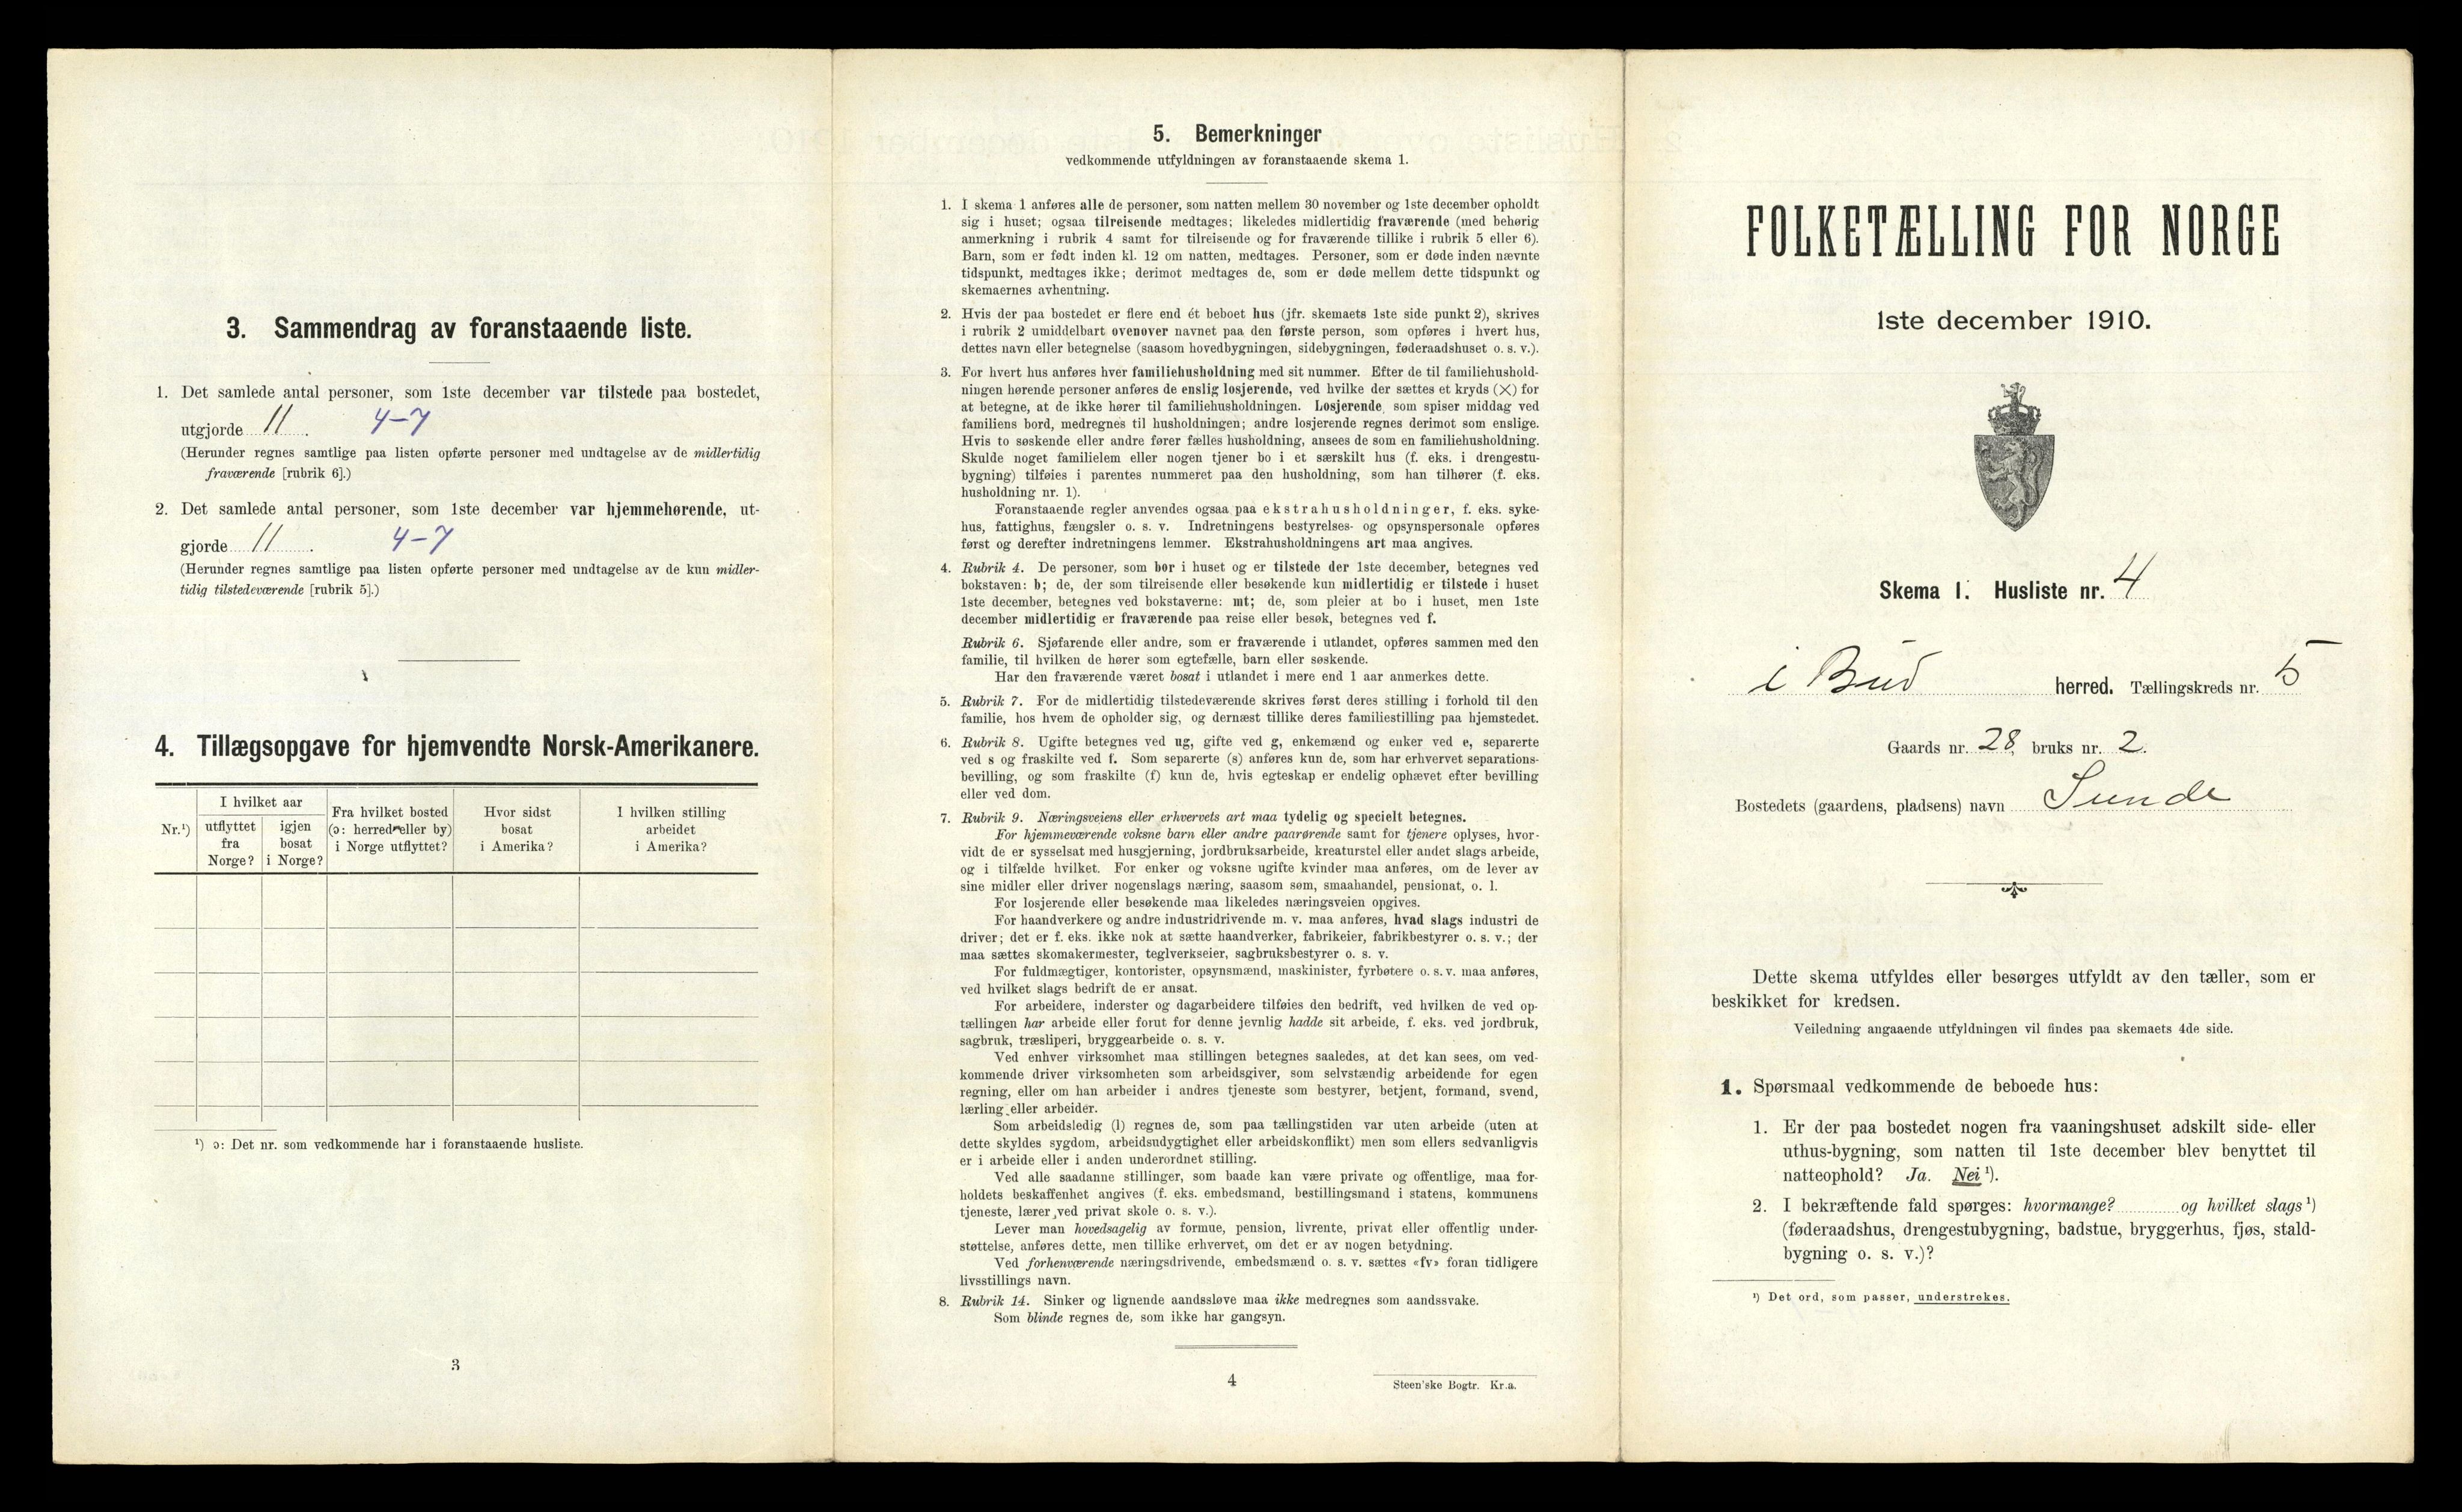 3. Sammendrag av foranstaaende liste.
1. Det samlede antal personer, som 1ste december var tilstede paa bostedet,
utgjorde 11. 4-7
(Herunder regnes samtlige paa listen opførte personer med undtagelse av de midlertidig
fraværende [rubrik 6].)
2. Det samlede antal personer, som 1ste december var hjemmehørende, ut-
gjorde 11. 4-7
(Herunder regnes samtlige paa listen opførte personer med undtagelse av de kun midler-
tidig tilstedeværende [rubrik 5].)
4. Tillægsopgave for hjemvendte Norsk-Amerikanere.
Nr.¹)
I hvilket aar
utflyttet
fra
Norge?
igjen
bosat
i Norge?
Fra hvilket bosted
(ɔ: herred eller by)
i Norge utflyttet?
Hvor sidst
bosat
i Amerika?
I hvilken stilling
arbeidet
i Amerika?
¹) ɔ: Det nr. som vedkommende har i foranstaaende husliste.
3
5. Bemerkninger
vedkommende utfyldningen av foranstaaende skema 1.
1. I skema 1 anføres alle de personer, som natten mellem 30 november og 1ste december opholdt
sig i huset; ogsaa tilreisende medtages; likeledes midlertidig fraværende (med behørig
anmerkning i rubrik 4 samt for tilreisende og for fraværende tillike i rubrik 5 eller 6).
Barn, som er født inden kl. 12 om natten, medtages. Personer, som er døde inden nævnte
tidspunkt, medtages ikke; derimot medtages de, som er døde mellem dette tidspunkt og
skemaernes avhentning.
2. Hvis der paa bostedet er flere end ét beboet hus (jfr. skemaets 1ste side punkt 2), skrives
i rubrik 2 umiddelbart ovenover navnet paa den første person, som opføres i hvert hus,
dettes navn eller betegnelse (saasom hovedbygningen, sidebygningen, føderaadshuset o. s. v.).
3. For hvert hus anføres hver familiehusholdning med sit nummer. Efter de til familiehushold-
ningen hørende personer anføres de enslig losjerende, ved hvilke der sættes et kryds (×) for
at betegne, at de ikke hører til familiehusholdningen. Losjerende som spiser middag ved
familiens bord, medregnes til husholdningen; andre losjerende regnes derimot som enslige.
Hvis to søskende eller andre fører fælles husholdning, ansees de som en familiehusholdning.
Skulde noget familielem eller nogen tjener bo i et særskilt hus (f. eks. i drengestu-
bygning) tilføies i parentes nummeret paa den husholdning, som han tilhører (f. eks.
husholdning nr. 1).
Foranstaaende regler anvendes ogsaa paa ekstrahusholdninger, f. eks. syke-
hus, fattighus, fængsler o. s. v. Indretningens bestyrelses- og opsynspersonale opføres
først og derefter indretningens lemmer. Ekstrahusholdningens art maa angives.
4. Rubrik 4. De personer, som bor i huset og er tilstede der 1ste december, betegnes ved
bokstaven: b; de, der som tilreisende eller besøkende kun midlertidig er tilstede i huset
1ste december, betegnes ved bokstaverne: mt; de, som pleier at bo i huset, men 1ste
december midlertidig er fraværende paa reise eller besøk, betegnes ved f.
Rubrik 6. Sjøfarende eller andre, som er fraværende i utlandet, opføres sammen med den
familie, til hvilken de hører som egtefælle, barn eller søskende.
Har den fraværende været bosat i utlandet i mere end 1 aar anmerkes dette.
5. Rubrik 7. For de midlertidig tilstedeværende skrives først deres stilling i forhold til den
familie, hos hvem de opholder sig, og dernæst tillike deres familiestilling paa hjemstedet.
6. Rubrik 8. Ugifte betegnes ved ug, gifte ved g, enkemænd og enker ved e, separerte
ved s og fraskilte ved f. Som separerte (s) anføres kun de, som har erhvervet separations-
bevilling, og som fraskilte (f) kun de, hvis egteskap er endelig ophævet efter bevilling
eller ved dom.
7. Rubrik 9. Næringsveiens eller erhvervets art maa tydelig og specielt betegnes.
For hjemmeværende voksne barn eller andre paarørende samt for tjenere oplyses, hvor-
vidt de er sysselsat med husgjerning, jordbruksarbeide, kreaturstel eller andet slags arbeide,
og i tilfælde hvilket. For enker og voksne ugifte kvinder maa anføres, om de lever av
sine midler eller driver nogenslags næring, saasom søm, smaahandel, pensionat, o. l.
For losjerende eller besøkende maa likeledes næringsveien opgives.
For haandverkere og andre industridrivende m. v. maa anføres, hvad slags industri de
driver; det er f. eks. ikke nok at sætte haandverker, fabrikeier, fabrikbestyrer o. s. v.; der
maa sættes skomakermester, teglverkseier, sagbruksbestyrer o. s. v.
For fuldmægtiger, kontorister, opsynsmænd, maskinister, fyrbøtere o. s. v. maa anføres,
ved hvilket slags bedrift de er ansat.
For arbeidere, inderster og dagarbeidere tilføies den bedrift, ved hvilken de ved op-
tællingen har arbeide eller forut for denne jevnlig hadde sit arbeide, f. eks. ved jordbruk,
sagbruk, træsliperi, bryggearbeide o. s. v.
Ved enhver virksomhet maa stillingen betegnes saaledes, at det kan sees, om ved-
kommende driver virksomheten som arbeidsgiver, som selvstændig arbeidende for egen
regning, eller om han arbeider i andres tjeneste som bestyrer, betjent, formand, svend,
lærling eller arbeider.
Som arbeidsledig (l) regnes de, som paa tællingstiden var uten arbeide (uten at
dette skyldes sygdom, arbeidsudygtighet eller arbeidskonflikt) men som ellers sedvanligvis
er i arbeide eller i anden underordnet stilling.
Ved alle saadanne stillinger, som baade kan være private og offentlige, maa for-
holdets beskaffenhet angives (f. eks. embedsmand, bestillingsmand i statens, kommunens
tjeneste, lærer ved privat skole o. s. v.).
Lever man hovedsagelig av formue, pension, livrente, privat eller offentlig under-
støttelse, anføres dette, men tillike erhvervet, om det er av nogen betydning.
Ved forhenværende næringsdrivende, embedsmænd o. s. v. sættes «fv» foran tidligere
livsstillings navn.
8. Rubrik 14. Sinker og lignende aandssløve maa ikke medregnes som aandssvake.
Som blinde regnes de, som ikke har gangsyn.
4
Steen'ske Bogtr. Kr.a.
FOLKETÆLLING FOR NORGE
1ste december 1910.
Skema 1. Husliste nr. 4
i Bud herred. Tællingskreds nr. 5
Gaards nr. 28, bruks nr. 2.
Bostedets (gaardens, pladsens) navn Sunde
Dette skema utfyldes eller besørges utfyldt av den tæller, som er
beskikket for kredsen.
Veiledning angaaende utfyldningen vil findes paa skemaets 4de side.
1. Spørsmaal vedkommende de beboede hus:
1. Er der paa bostedet nogen fra vaaningshuset adskilt side- eller
uthus-bygning, som natten til 1ste december blev benyttet til
natteophold? Ja. Nei ¹).
2. I bekræftende fald spørges: hvormange? og hvilket slags ¹)
(føderaadshus, drengestubygning, badstue, bryggerhus, fjøs, stald-
bygning o. s. v.)?
¹) Det ord, som passer, understrekes.